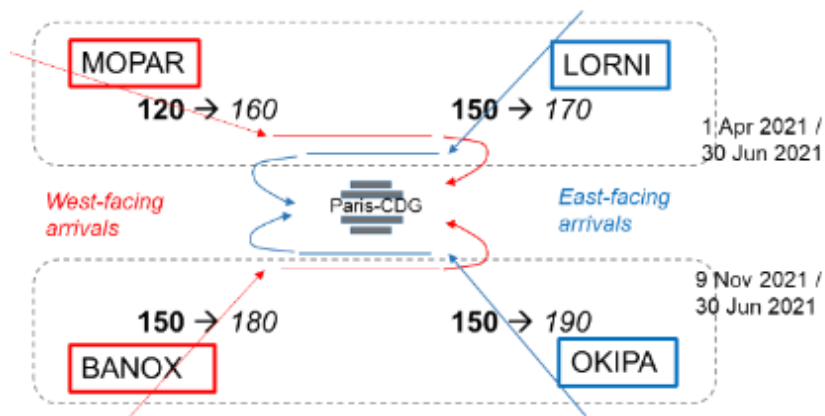 MOPAR
LORNI
120 → 160
150 → 170
1 Apr 2021 /
30 Jun 2021
West-facing
arrivals
Paris-CDG
East-facing
arrivals
9 Nov 2021 /
30 Jun 2021
150 → 180
150 → 190
BANOX
OKIPA